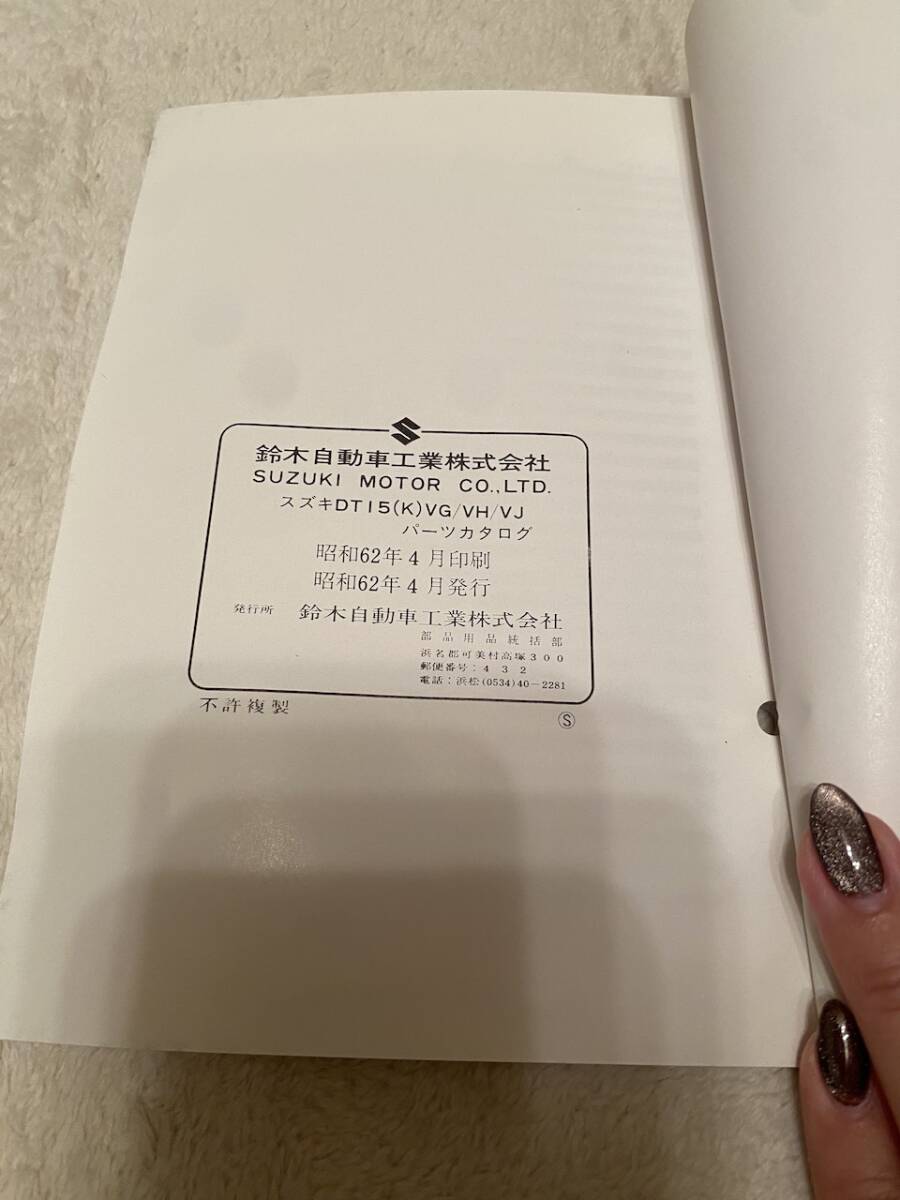 鈴木自動車工業株式会社
SUZUKI MOTOR CO.,LTD.
スズキDT15(K)VG/VH/VJ
パーツカタログ
昭和62年4月印刷
昭和62年4月発行
発行所 鈴木自動車工業株式会社
部品用品統括部
浜名郡可美村高塚300
郵便番号:432
電話:浜松(0534)40-2281
不許複製 Ⓢ